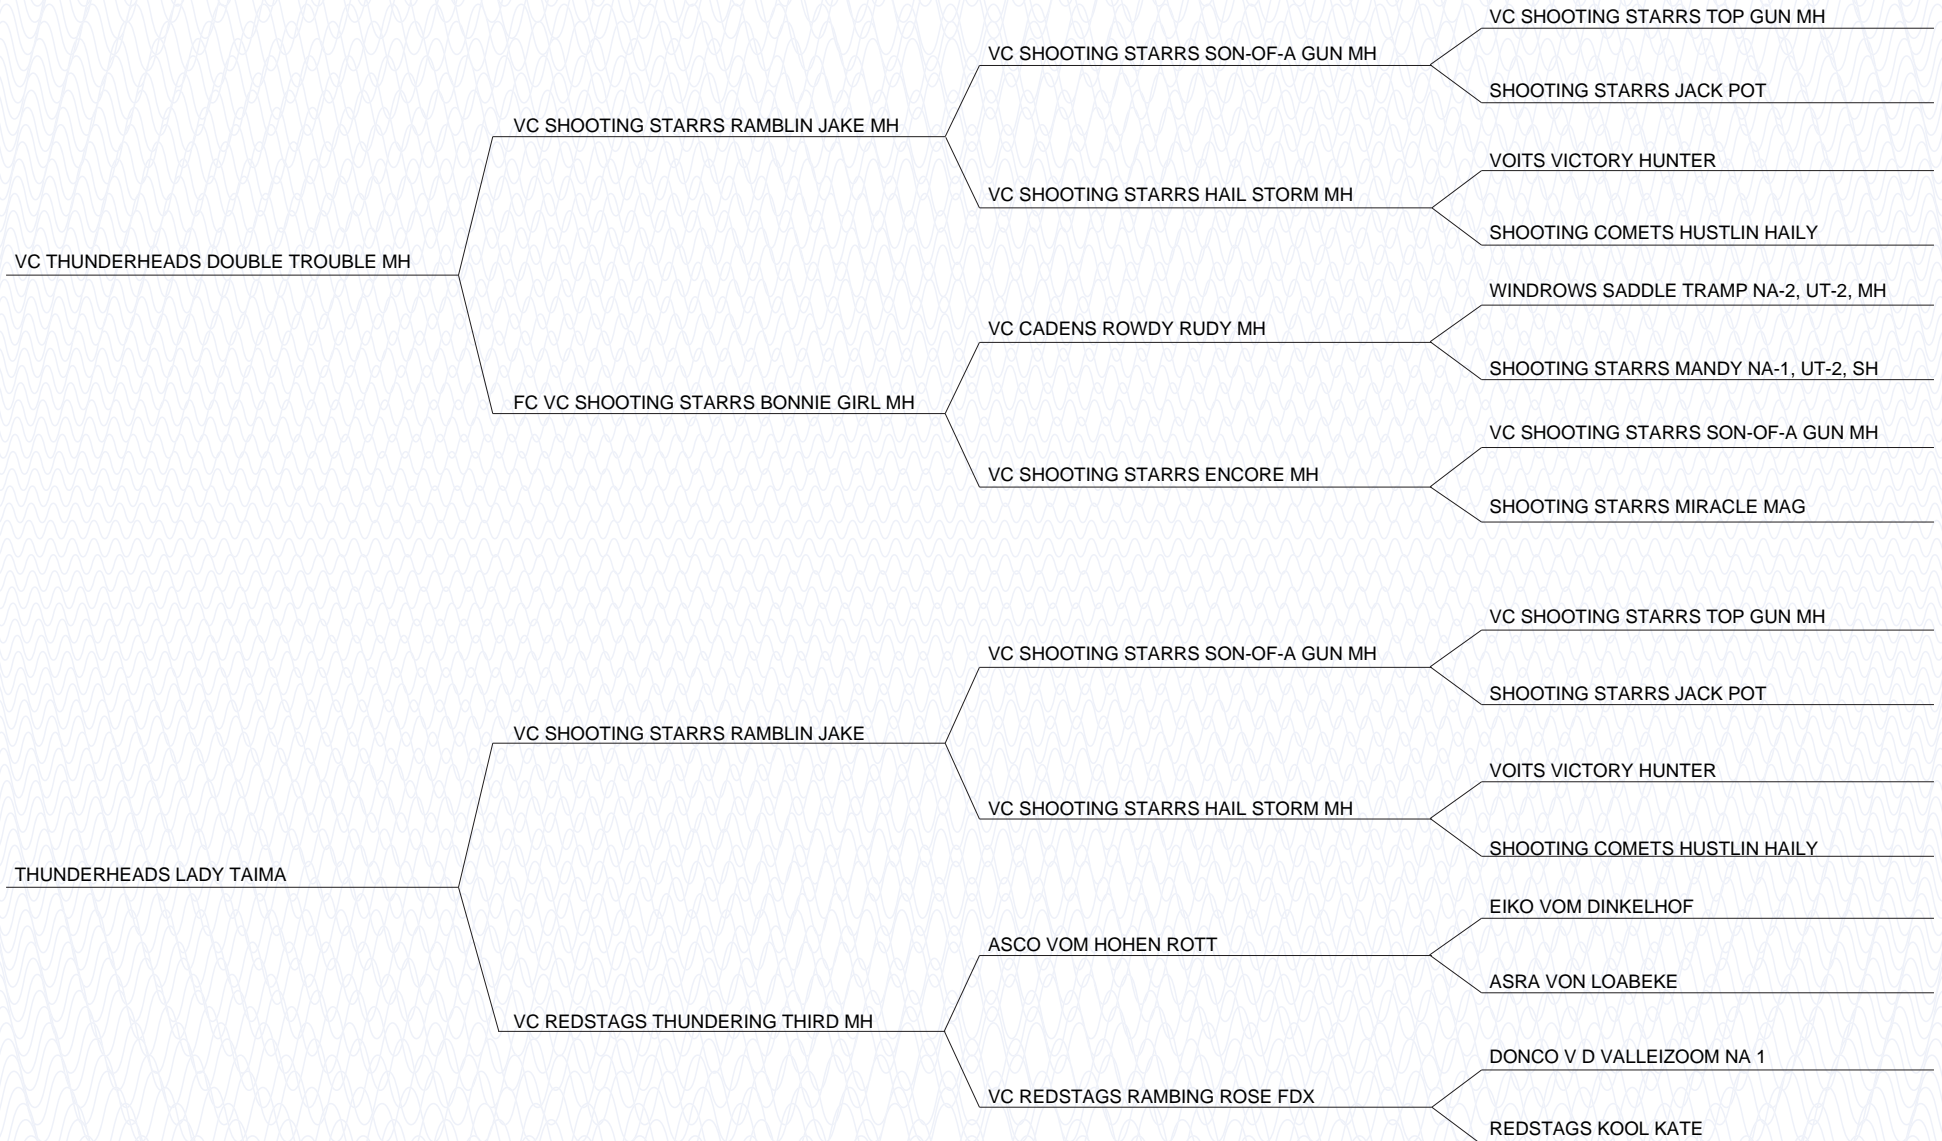 VC SHOOTING STARRS TOP GUN MH
VC SHOOTING STARRS SON-OF-A GUN MH
SHOOTING STARRS JACK POT
VC SHOOTING STARRS RAMBLIN JAKE MH
VOITS VICTORY HUNTER
VC SHOOTING STARRS HAIL STORM MH
SHOOTING COMETS HUSTLIN HAILY
VC THUNDERHEADS DOUBLE TROUBLE MH
WINDROWS SADDLE TRAMP NA-2, UT-2, MH
VC CADENS ROWDY RUDY MH
SHOOTING STARRS MANDY NA-1, UT-2, SH
FC VC SHOOTING STARRS BONNIE GIRL MH
VC SHOOTING STARRS SON-OF-A GUN MH
VC SHOOTING STARRS ENCORE MH
SHOOTING STARRS MIRACLE MAG
VC SHOOTING STARRS TOP GUN MH
VC SHOOTING STARRS SON-OF-A GUN MH
SHOOTING STARRS JACK POT
VC SHOOTING STARRS RAMBLIN JAKE
VOITS VICTORY HUNTER
VC SHOOTING STARRS HAIL STORM MH
SHOOTING COMETS HUSTLIN HAILY
THUNDERHEADS LADY TAIMA
EIKO VOM DINKELHOF
ASCO VOM HOHEN ROTT
ASRA VON LOABEKE
VC REDSTAGS THUNDERING THIRD MH
DONCO V D VALLEIZOOM NA 1
VC REDSTAGS RAMBING ROSE FDX
REDSTAGS KOOL KATE